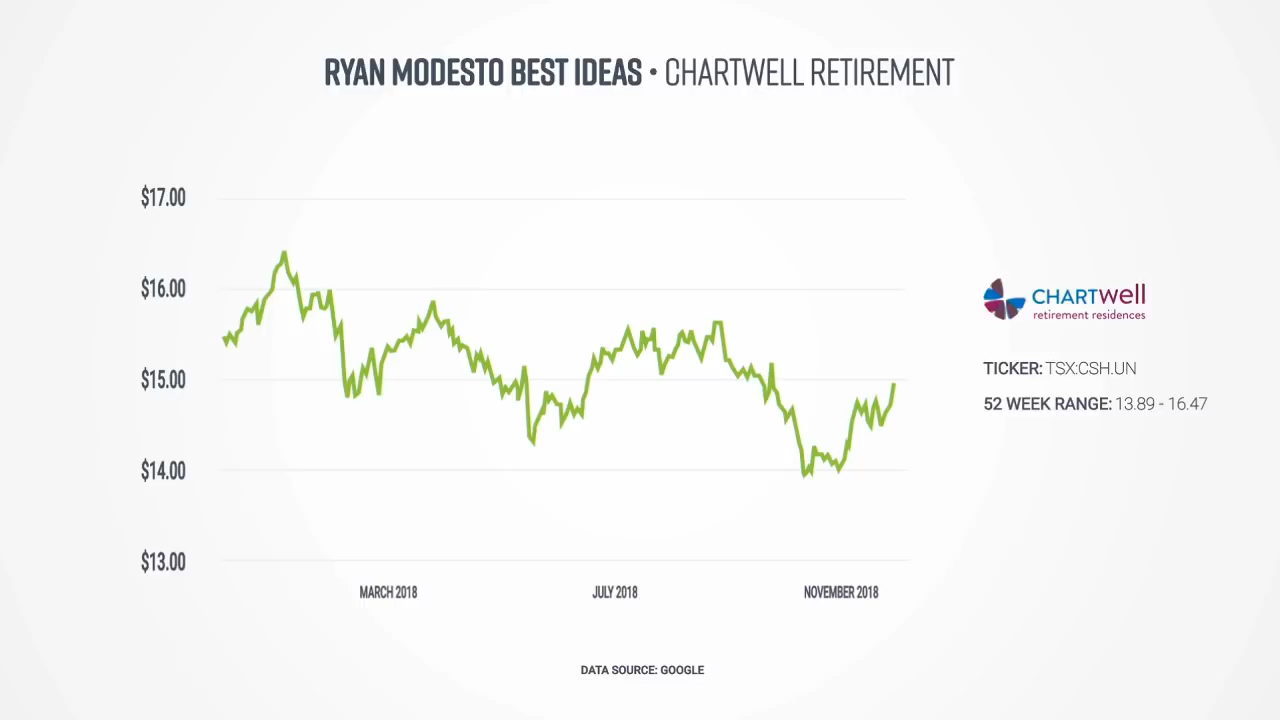 RYAN MODESTO BEST IDEAS • CHARTWELL RETIREMENT
$17.00
$16.00
$15.00
$14.00
$13.00
MARCH 2018
JULY 2018
NOVEMBER 2018
CHARTwell
retirement residences
TICKER: TSX:CSH.UN
52 WEEK RANGE: 13.89 - 16.47
DATA SOURCE: GOOGLE